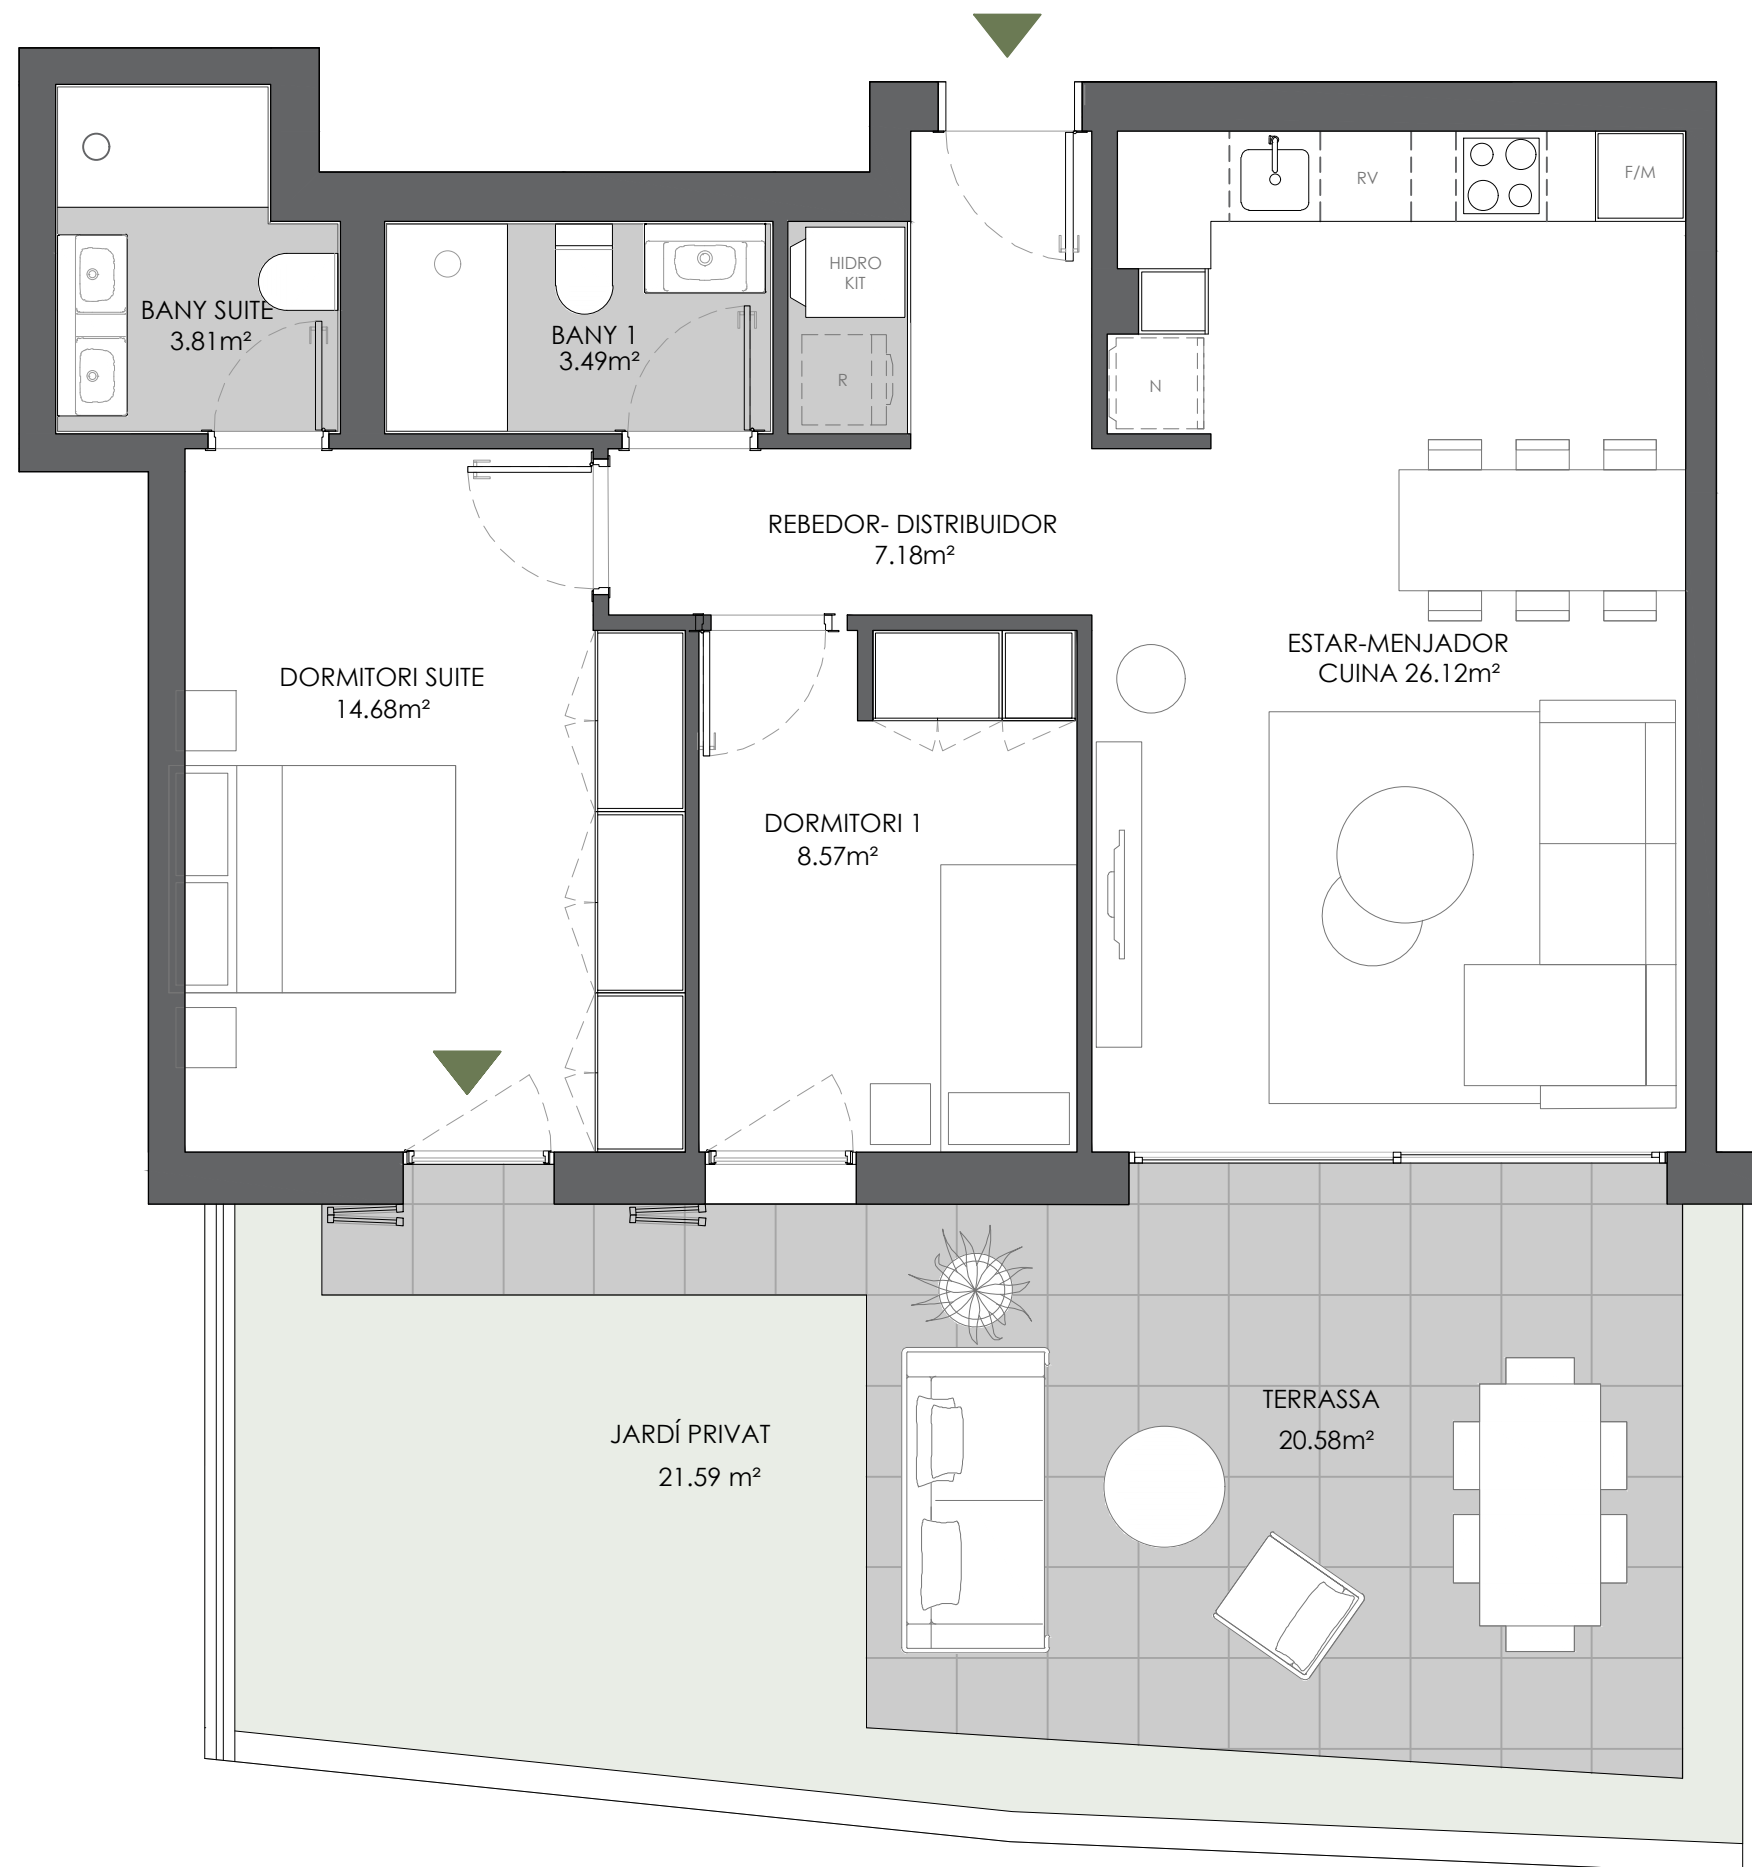 RV
F/M
HIDRO
KIT
BANY SUITE
3.81m²
BANY 1
3.49m²
R
N
REBEDOR- DISTRIBUIDOR
7.18m²
ESTAR-MENJADOR
CUINA 26.12m²
DORMITORI SUITE
14.68m²
DORMITORI 1
8.57m²
TERRASSA
20.58m²
JARDÍ PRIVAT
21.59 m²